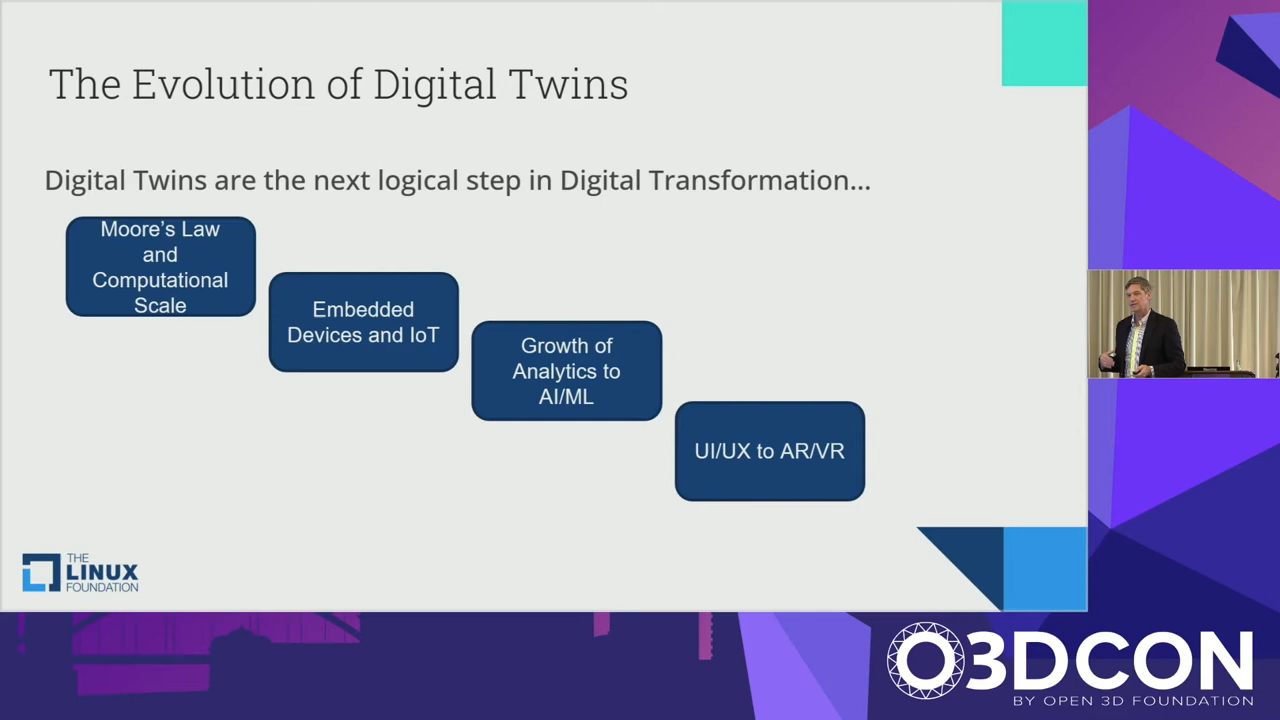 The Evolution of Digital Twins
Digital Twins are the next logical step in Digital Transformation...
Moore's Law
and
Computational
Scale
Embedded
Devices and IoT
Growth of
Analytics to
AI/ML
UI/UX to AR/VR
THE
LINUX
FOUNDATION
O3DCON
BY OPEN 3D FOUNDATION